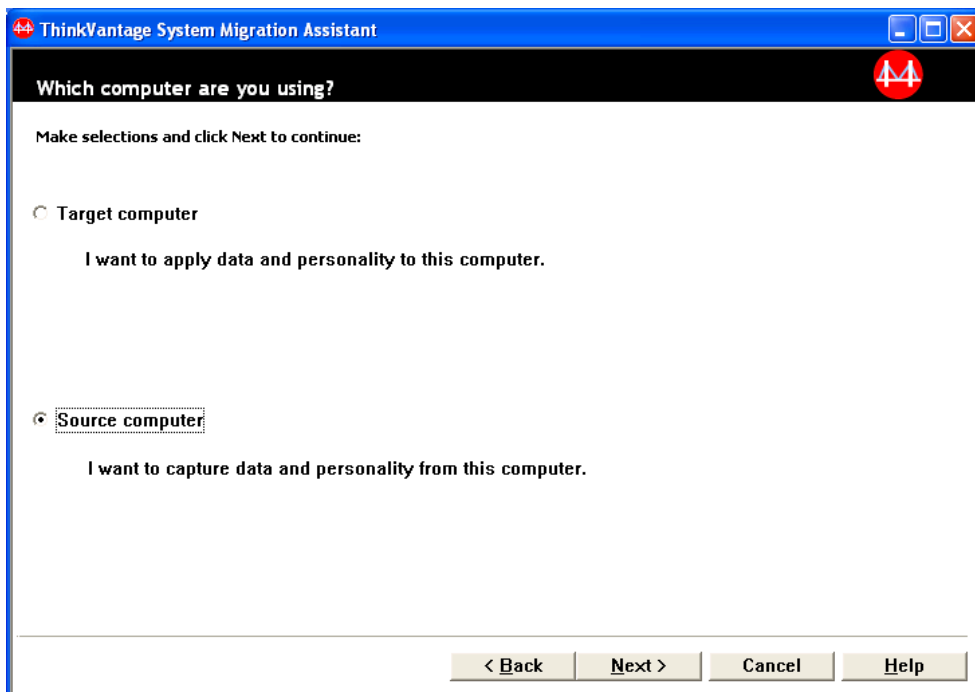 ThinkVantage System Migration Assistant
Which computer are you using?
Make selections and click Next to continue:
Target computer
I want to apply data and personality to this computer.
Source computer
I want to capture data and personality from this computer.
< Back Next > Cancel Help